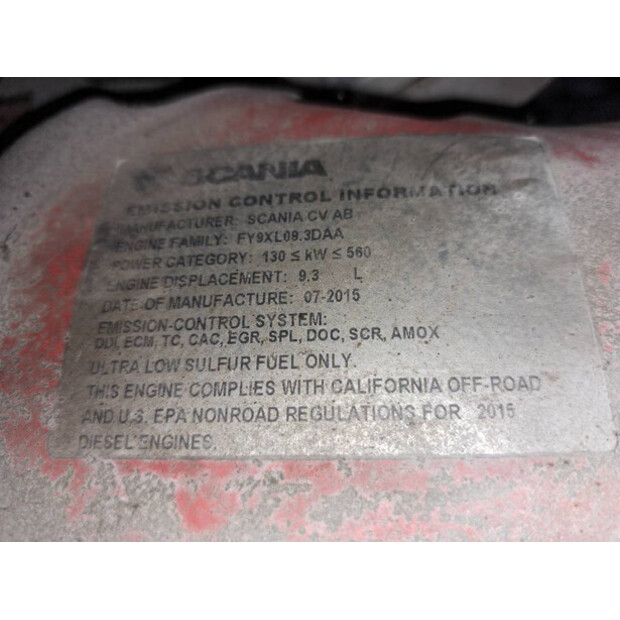 SCANIA
EMISSION CONTROL INFORMATION
MANUFACTURER: SCANIA CV AB
ENGINE FAMILY: FY9XL09.3DAA
POWER CATEGORY: 130 ≤ kW ≤ 560
ENGINE DISPLACEMENT: 9.3 L
DATE OF MANUFACTURE: 07-2015
EMISSION-CONTROL SYSTEM:
DDI, ECM, TC, CAC, EGR, SPL, DOC, SCR, AMOX
ULTRA LOW SULFUR FUEL ONLY.
THIS ENGINE COMPLIES WITH CALIFORNIA OFF-ROAD
AND U.S. EPA NONROAD REGULATIONS FOR 2015
DIESEL ENGINES.